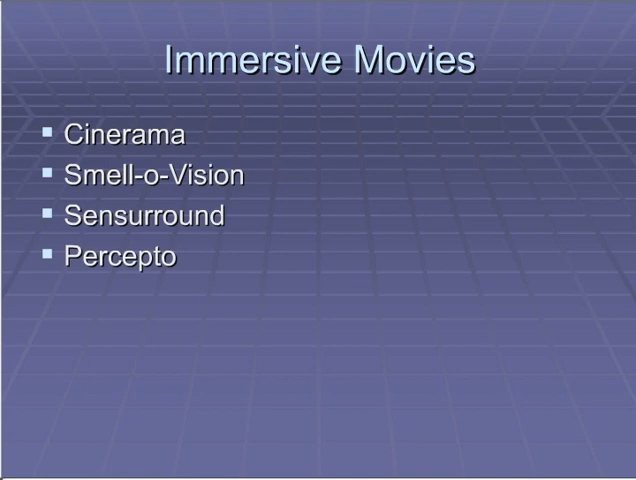 Immersive Movies
Cinerama
Smell-o-Vision
Sensurround
Percepto